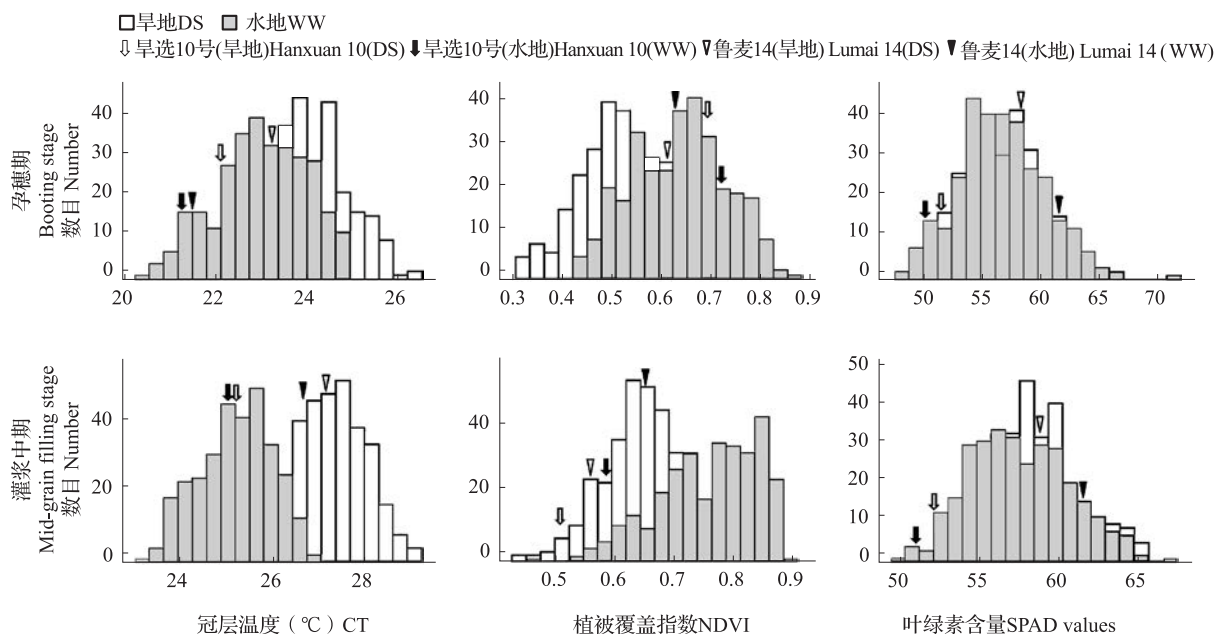 旱地DS 水地WW
旱选10号(旱地)Hanxuan 10(DS) 旱选10号(水地)Hanxuan 10(WW) 鲁麦14(旱地) Lumai 14(DS) 鲁麦14(水地) Lumai 14 (WW)
孕穗期
Booting stage
数目 Number
40
30
20
10
0
20 22 24 26
40
30
20
10
0
0.3 0.4 0.5 0.6 0.7 0.8 0.9
40
30
20
10
0
50 55 60 65 70
灌浆中期
Mid-grain filling stage
数目 Number
40
20
0
24 26 28
40
20
0
0.5 0.6 0.7 0.8 0.9
50
40
30
20
10
0
50 55 60 65
冠层温度（℃）CT
植被覆盖指数NDVI
叶绿素含量SPAD values